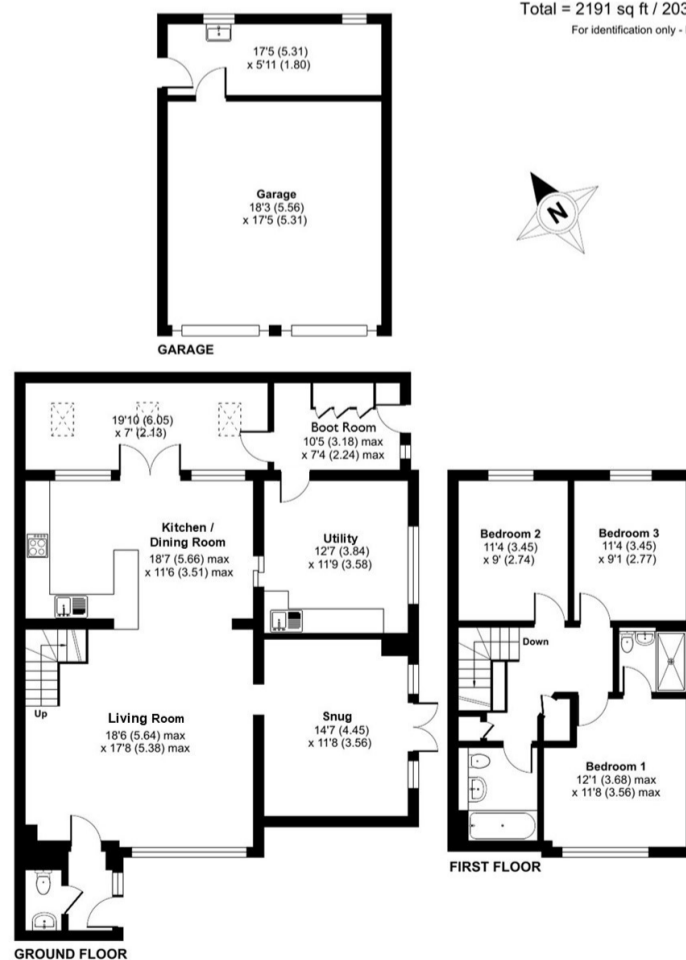 Total = 2191 sq ft / 203
For identification only -
17'5 (5.31)
x 5'11 (1.80)
Garage
18'3 (5.56)
x 17'5 (5.31)
N
GARAGE
19'10 (6.05)
x 7' (2.13)
Boot Room
10'5 (3.18) max
x 7'4 (2.24) max
Kitchen /
Dining Room
18'7 (5.66) max
x 11'6 (3.51) max
Utility
12'7 (3.84)
x 11'9 (3.58)
Bedroom 2
11'4 (3.45)
x 9' (2.74)
Bedroom 3
11'4 (3.45)
x 9'1 (2.77)
Down
Up
Living Room
18'6 (5.64) max
x 17'8 (5.38) max
Snug
14'7 (4.45)
x 11'8 (3.56)
Bedroom 1
12'1 (3.68) max
x 11'8 (3.56) max
FIRST FLOOR
GROUND FLOOR